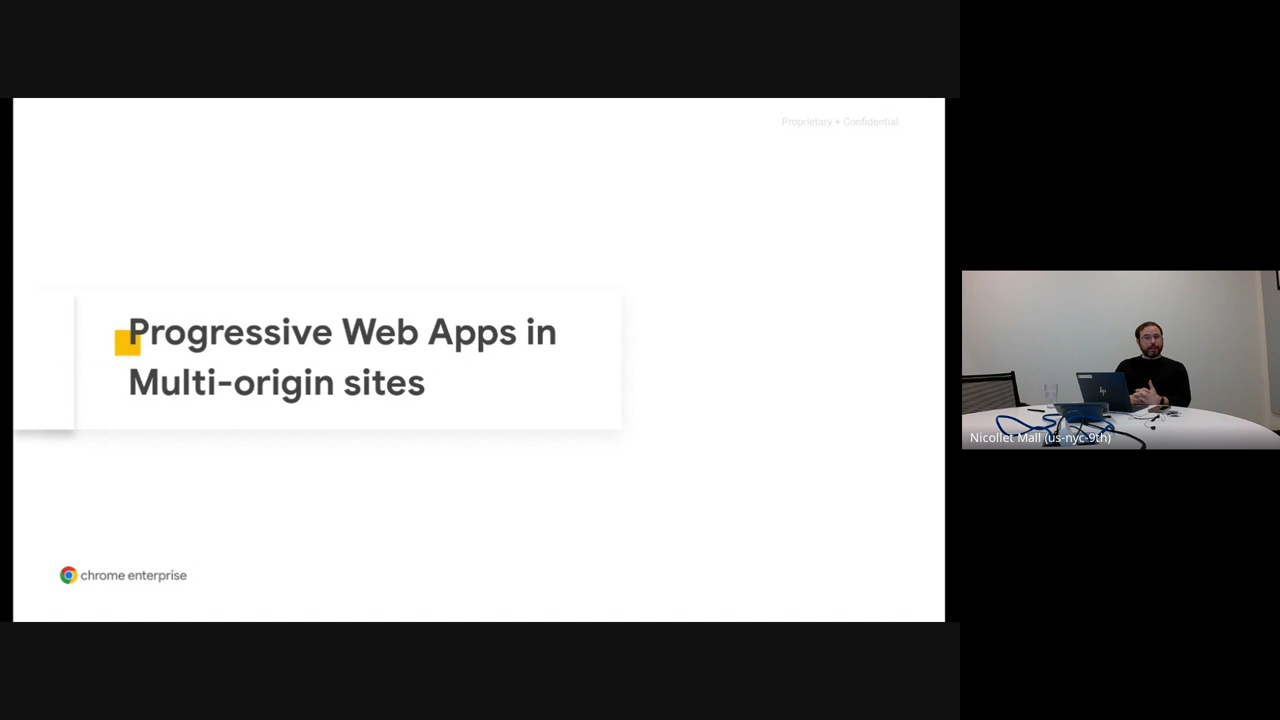 Proprietary + Confidential
Progressive Web Apps in
Multi-origin sites
chrome enterprise
Nicollet Mall (us-nyc-9th)